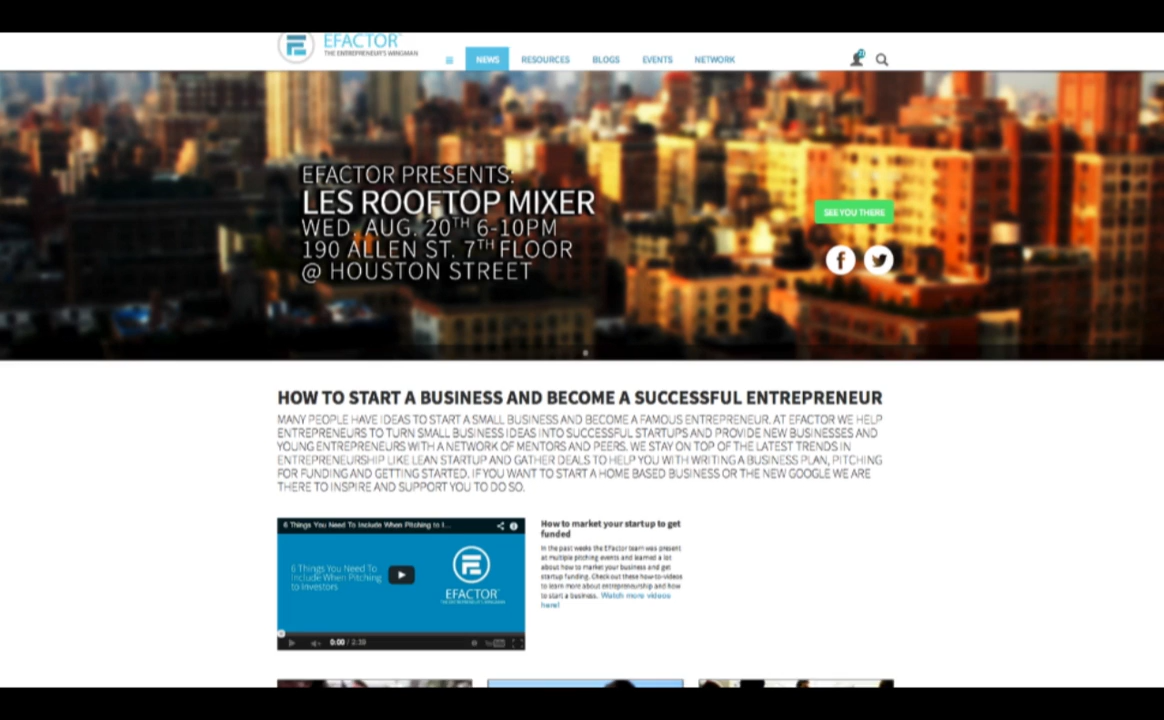 EFACTOR
THE ENTREPRENEUR'S WINGMAN
NEWS RESOURCES BLOGS EVENTS NETWORK
EFACTOR PRESENTS:
LES ROOFTOP MIXER
WED. AUG. 20TH 6-10PM
190 ALLEN ST. 7TH FLOOR
@ HOUSTON STREET
SEE YOU THERE
HOW TO START A BUSINESS AND BECOME A SUCCESSFUL ENTREPRENEUR
MANY PEOPLE HAVE IDEAS TO START A SMALL BUSINESS AND BECOME A FAMOUS ENTREPRENEUR. AT EFACTOR WE HELP
ENTREPRENEURS TO TURN SMALL BUSINESS IDEAS INTO SUCCESSFUL STARTUPS AND PROVIDE NEW BUSINESSES AND
YOUNG ENTREPRENEURS WITH A NETWORK OF MENTORS AND PEERS. WE STAY ON TOP OF THE LATEST TRENDS IN
ENTREPRENEURSHIP LIKE LEAN STARTUP AND GATHER DEALS TO HELP YOU WITH WRITING A BUSINESS PLAN, PITCHING
FOR FUNDING AND GETTING STARTED. IF YOU WANT TO START A HOME BASED BUSINESS OR THE NEW GOOGLE WE ARE
THERE TO INSPIRE AND SUPPORT YOU TO DO SO.
6 Things You Need To Include When Pitching to I...
6 Things You Need To
Include When Pitching
to Investors
EFACTOR
0:00 / 2:39
How to market your startup to get
funded
In the past weeks the EFactor team was present
at multiple pitching events and learned a lot
about how to market your business and get
startup funding. Check out these how-to-videos
to learn more about entrepreneurship and how
to start a business. Watch more videos
here!